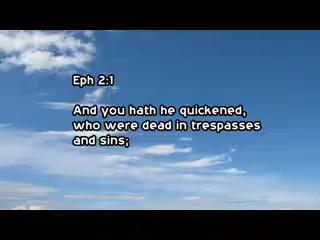 Eph 2:1
And you hath he quickened,
who were dead in trespasses
and sins;